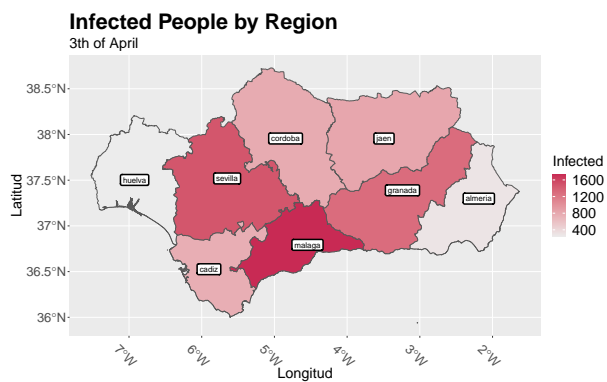 Infected People by Region
3th of April
38.5°N
38°N
37.5°N
37°N
36.5°N
36°N
Latitud
cordoba
jaen
huelva
sevilla
granada
almeria
malaga
cadiz
7°W
6°W
5°W
4°W
3°W
2°W
Longitud
Infected
1600
1200
800
400